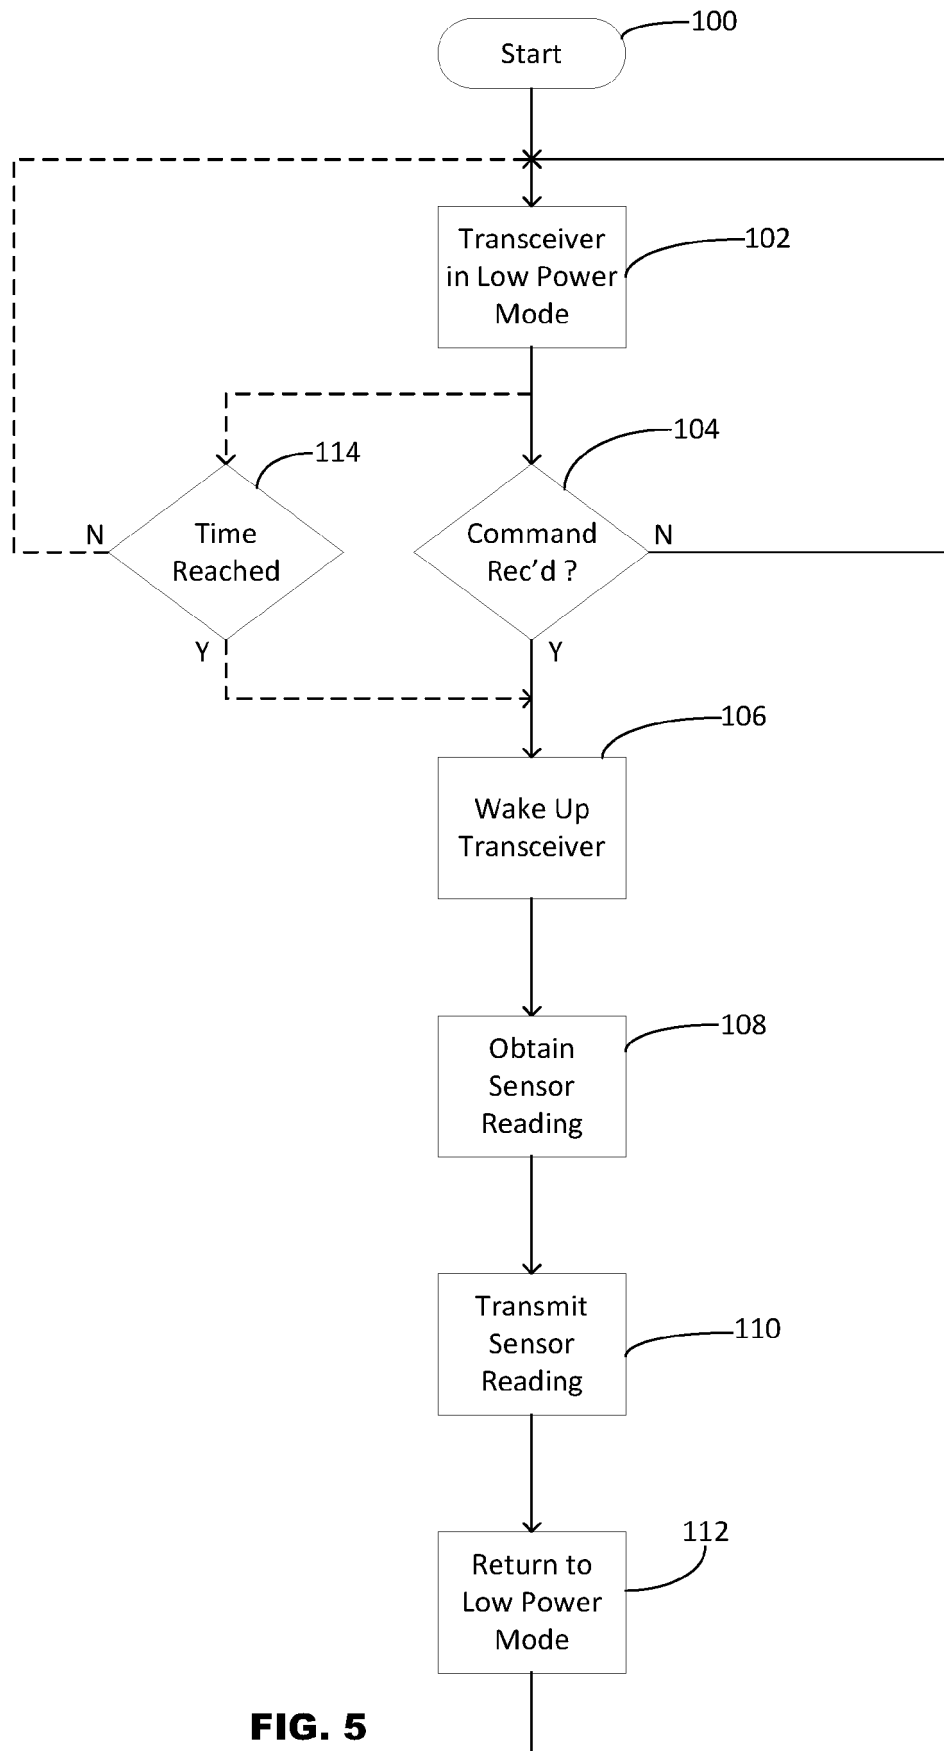 100
Start
Transceiver
in Low Power
Mode
102
104
114
N
Time
Reached
Y
Command
Rec'd ?
N
Y
106
Wake Up
Transceiver
108
Obtain
Sensor
Reading
Transmit
Sensor
Reading
110
112
Return to
Low Power
Mode
FIG. 5